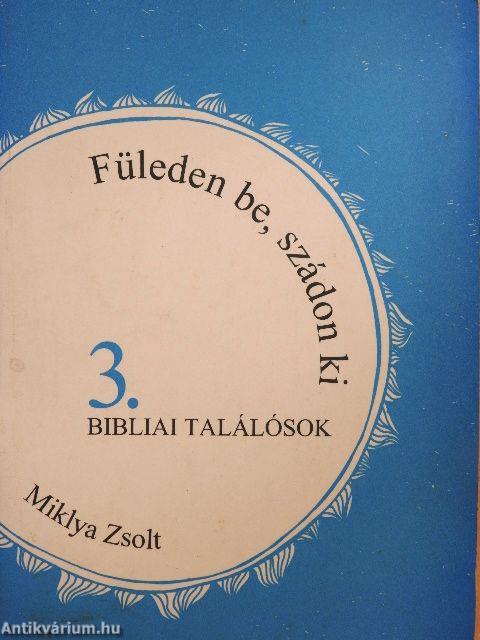 Füleden be, szádon ki
3.
BIBLIAI TALÁLÓSOK
Miklya Zsolt
Antikvárium.hu